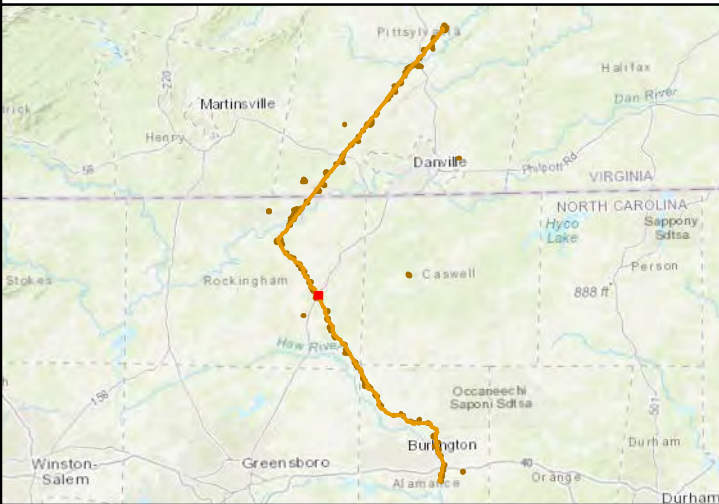 Pittsylvania
220
Halifax
trick
Martinsville
Dan River
Henry
58
Danville
Philpott Rd
VIRGINIA
NORTH CAROLINA
Hyco
Lake
Sappony
Sdtsa
Stokes
Rockingham
Caswell
Person
888 ft
Haw River
h
158
Occaneechi
Saponi Sdtsa
501
Burlington
Durham
Winston-
Salem
Greensboro
40
Orange
Alamance
Durham